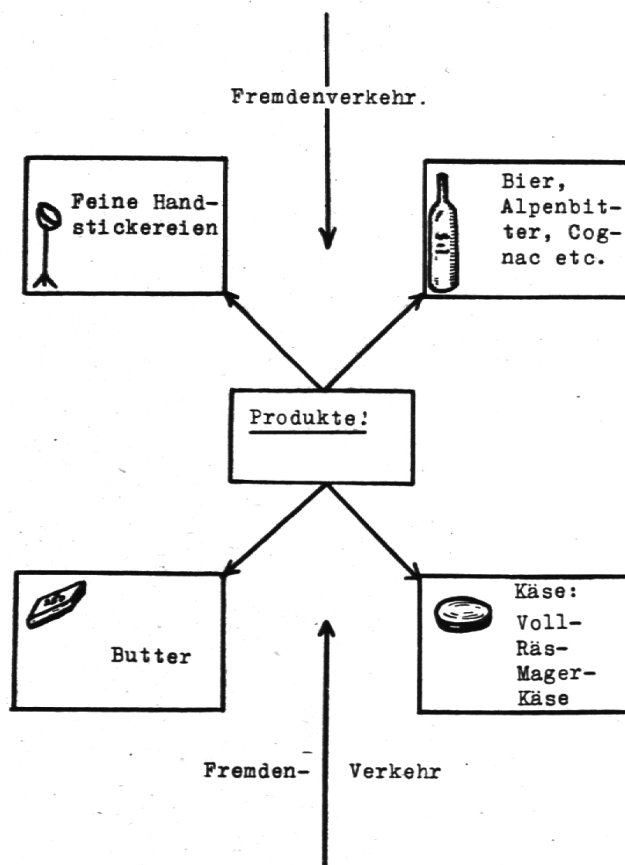 Fremdenverkehr.
Feine Hand-
stickereien
Bier,
Alpenbit-
ter, Cog-
nac etc.
Produkte!
Butter
Käse:
Voll-
Räs-
Mager-
Käse
Fremden- Verkehr